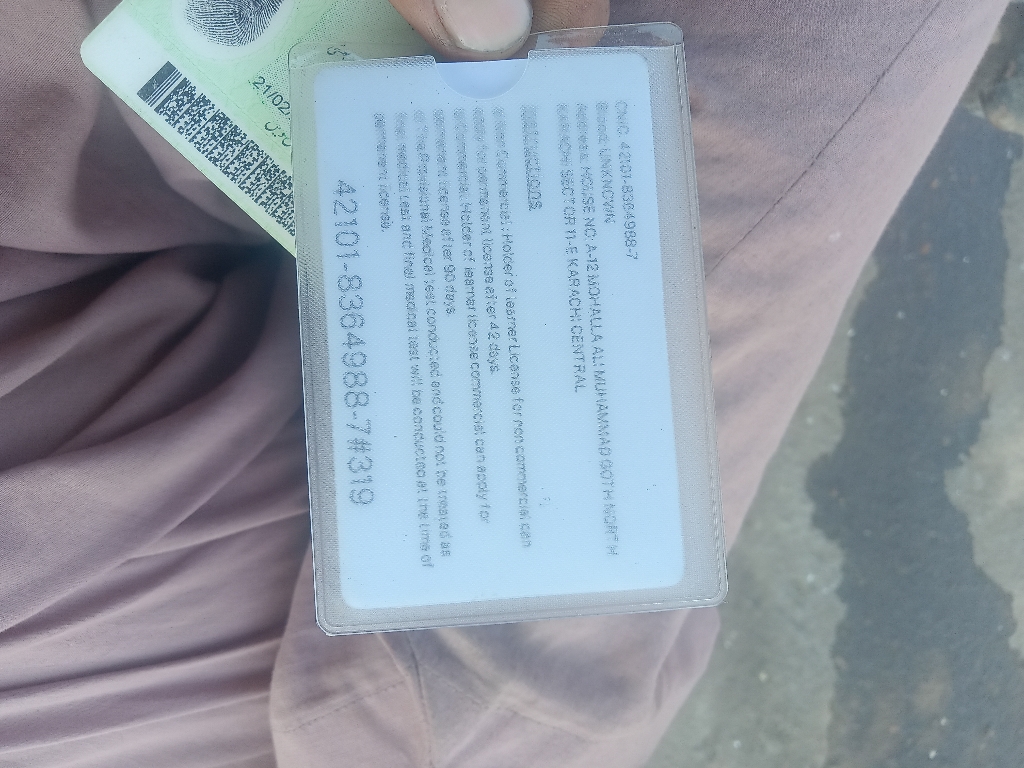 CNIC: 42101-8364988-7
Blood: UNKNOWN
Address: HOUSE NO, A-12 MOHALLA ALI MUHAMMAD GOTH NORTH
KARACHI SECTOR 11-E KARACHI CENTRAL
Instructions
Commercial: Holder of learner License for non commercial can
apply for permanent license after 42 days.
Commercial: Holder of learner license commercial can apply for
permanent license after 90 days.
Medical test conducted and could not be treated as
medical test and final medical test will be conducted at the time of
permanent license.
42101-8364988-7#319
21/02